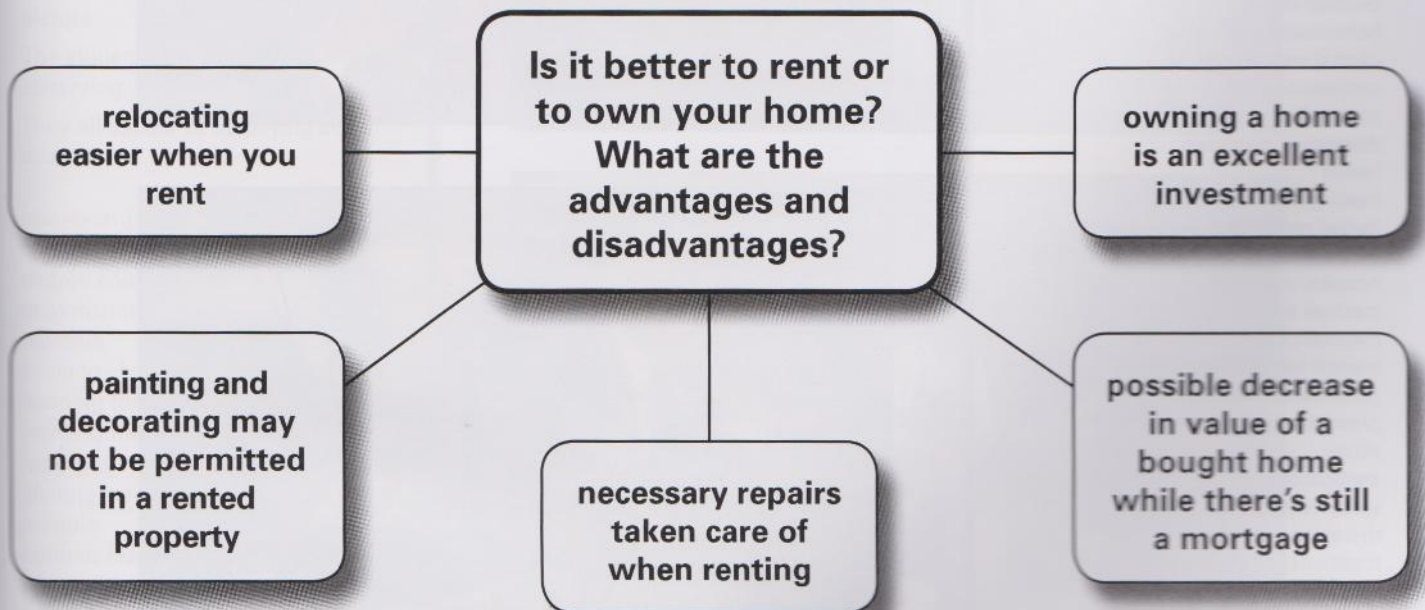 Is it better to rent or
to own your home?
What are the
advantages and
disadvantages?
relocating
easier when you
rent
owning a home
is an excellent
investment
painting and
decorating may
not be permitted
in a rented
property
necessary repairs
taken care of
when renting
possible decrease
in value of a
bought home
while there's still
a mortgage